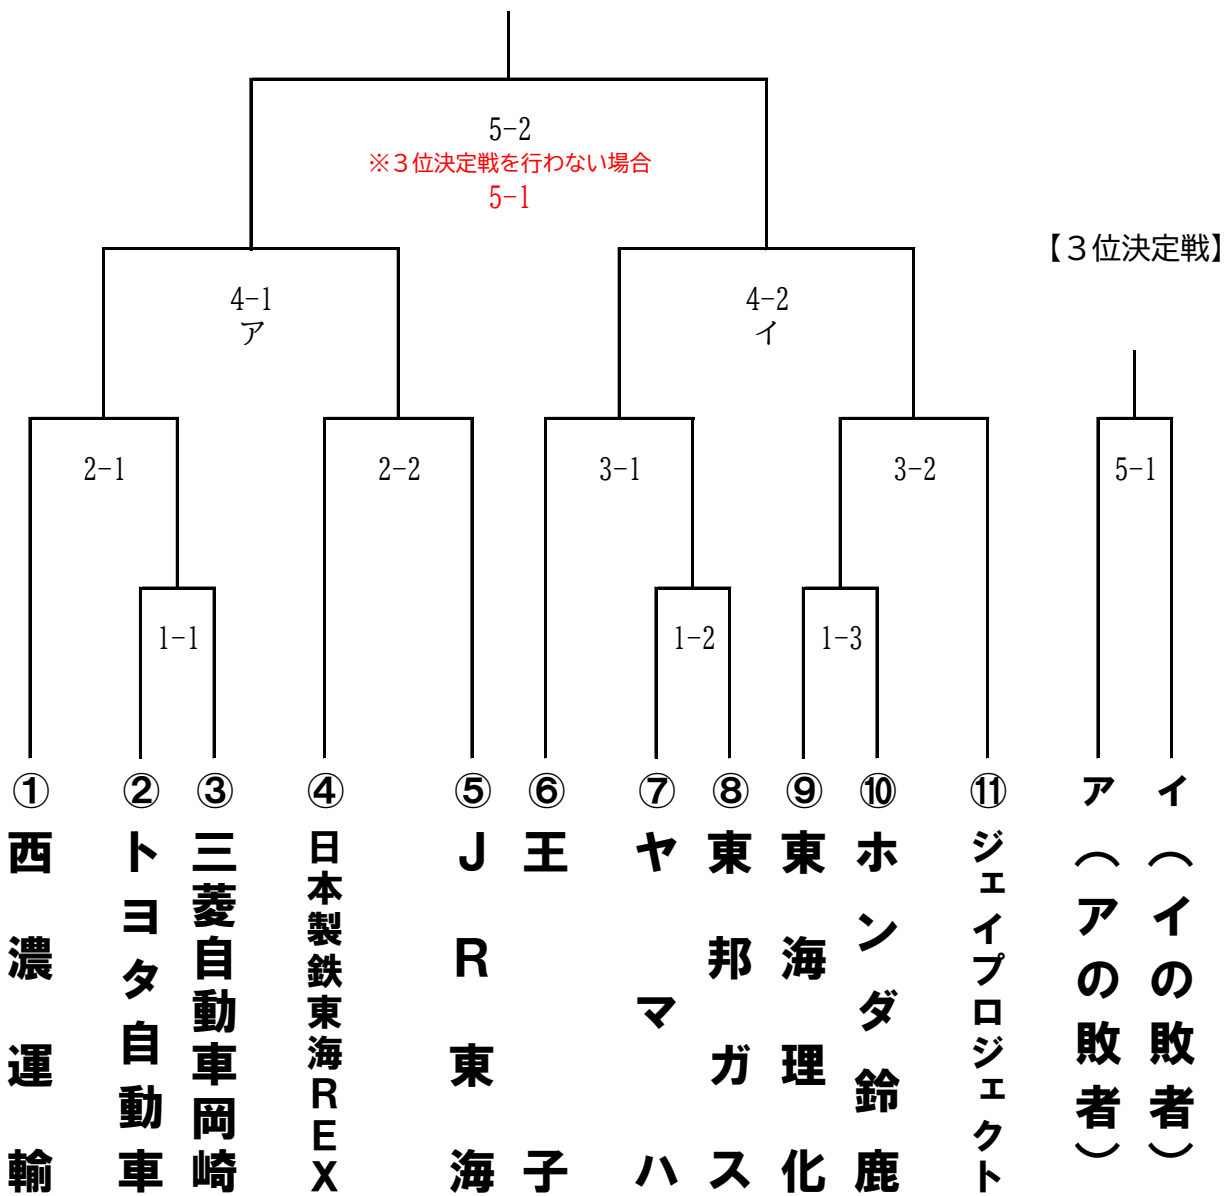 5-2
※３位決定戦を行わない場合
5-1
【３位決定戦】
4-1
ア
4-2
イ
2-1
2-2
3-1
3-2
5-1
1-1
1-2
1-3
①西濃運輸
②トヨタ自動車
③三菱自動車岡崎
④日本製鉄東海REX
⑤JR東海
⑥王子
⑦ヤマハ
⑧東邦ガス
⑨東海理化
⑩ホンダ鈴鹿
⑪ジェイプロジェクト
ア（アの敗者）
イ（イの敗者）